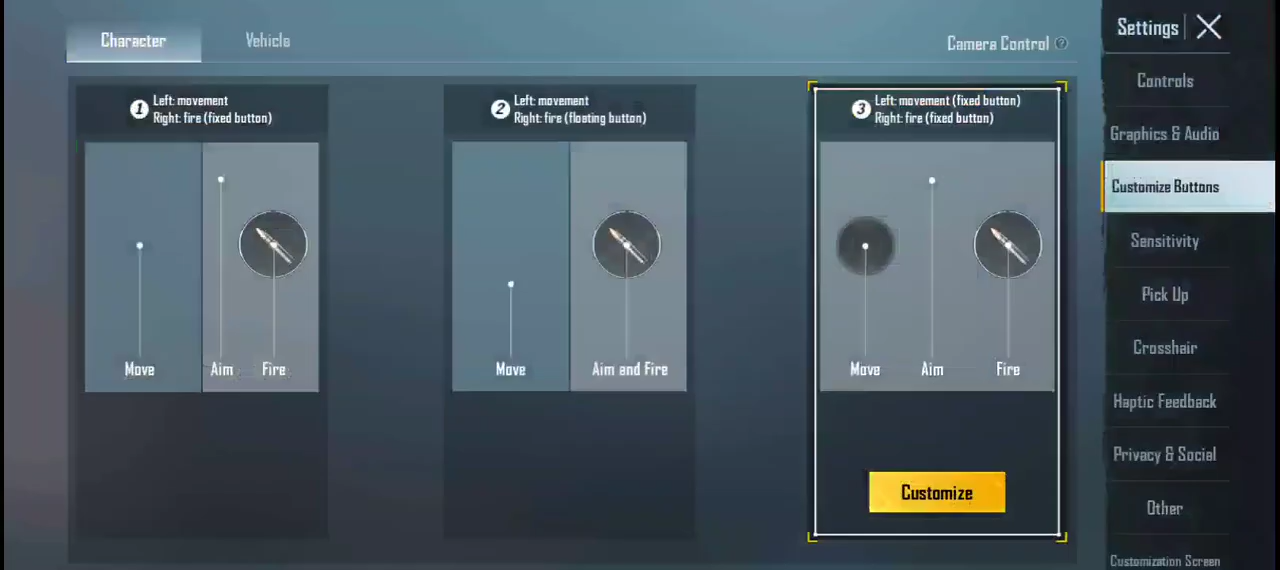 Character
Vehicle
Camera Control ?
Settings
1
Left: movement
Right: fire (fixed button)
Move
Aim
Fire
2
Left: movement
Right: fire (floating button)
Move
Aim and Fire
3
Left: movement (fixed button)
Right: fire (fixed button)
Move
Aim
Fire
Customize
Controls
Graphics & Audio
Customize Buttons
Sensitivity
Pick Up
Crosshair
Haptic Feedback
Privacy & Social
Other
Customization Screen